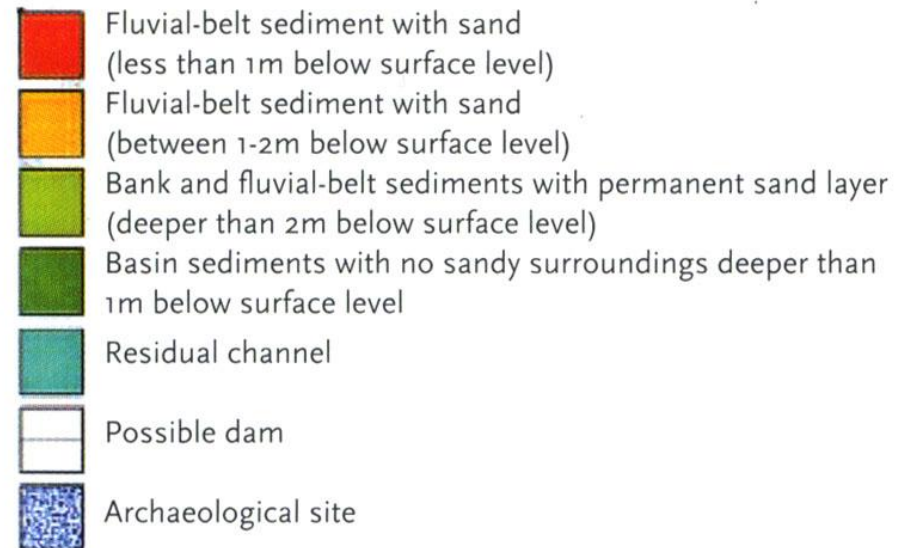 Fluvial-belt sediment with sand
(less than 1m below surface level)
Fluvial-belt sediment with sand
(between 1-2m below surface level)
Bank and fluvial-belt sediments with permanent sand layer
(deeper than 2m below surface level)
Basin sediments with no sandy surroundings deeper than
1m below surface level
Residual channel
Possible dam
Archaeological site